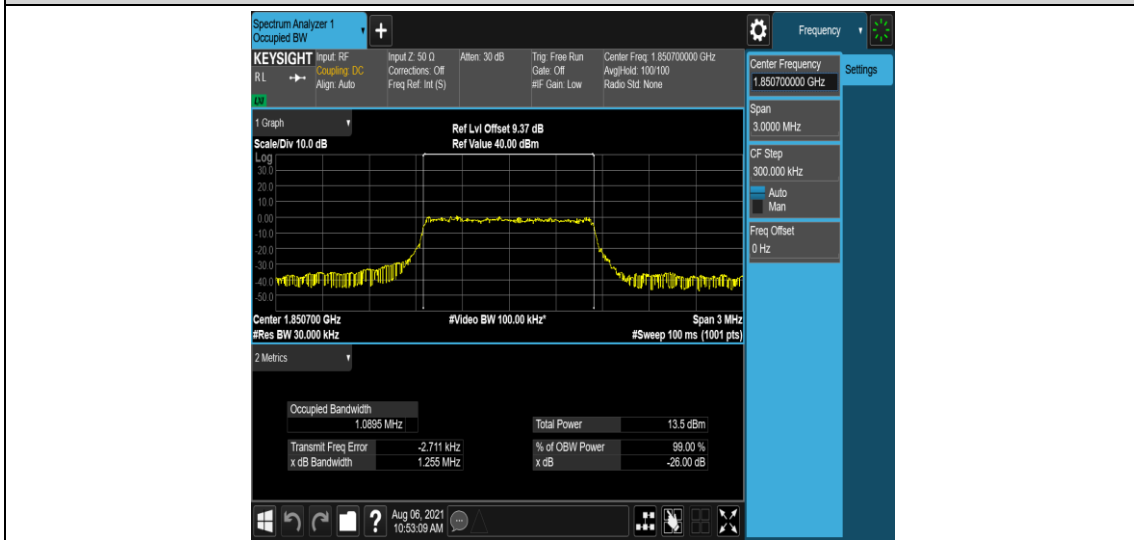 Spectrum Analyzer 1
Occupied BW
+
Frequency
KEYSIGHT
RL
Input: RF
Coupling: DC
Align: Auto
Input Z: 50 Ω
Corrections: Off
Freq Ref: Int (S)
Atten: 30 dB
Trig: Free Run
Gate: Off
#IF Gain: Low
Center Freq: 1.850700000 GHz
Avg|Hold: 100/100
Radio Std: None
Center Frequency
1.850700000 GHz
Settings
Span
3.0000 MHz
CF Step
300.000 kHz
Auto
Man
Freq Offset
0 Hz
1 Graph
Scale/Div 10.0 dB
Ref Lvl Offset 9.37 dB
Ref Value 40.00 dBm
Log
30.0
20.0
10.0
0.00
-10.0
-20.0
-30.0
-40.0
-50.0
Center 1.850700 GHz
#Video BW 100.00 kHz*
Span 3 MHz
#Res BW 30.000 kHz
#Sweep 100 ms (1001 pts)
2 Metrics
Occupied Bandwidth
1.0895 MHz
Total Power 13.5 dBm
Transmit Freq Error -2.711 kHz
% of OBW Power 99.00 %
x dB Bandwidth 1.255 MHz
x dB -26.00 dB
?
Aug 06, 2021
10:53:09 AM